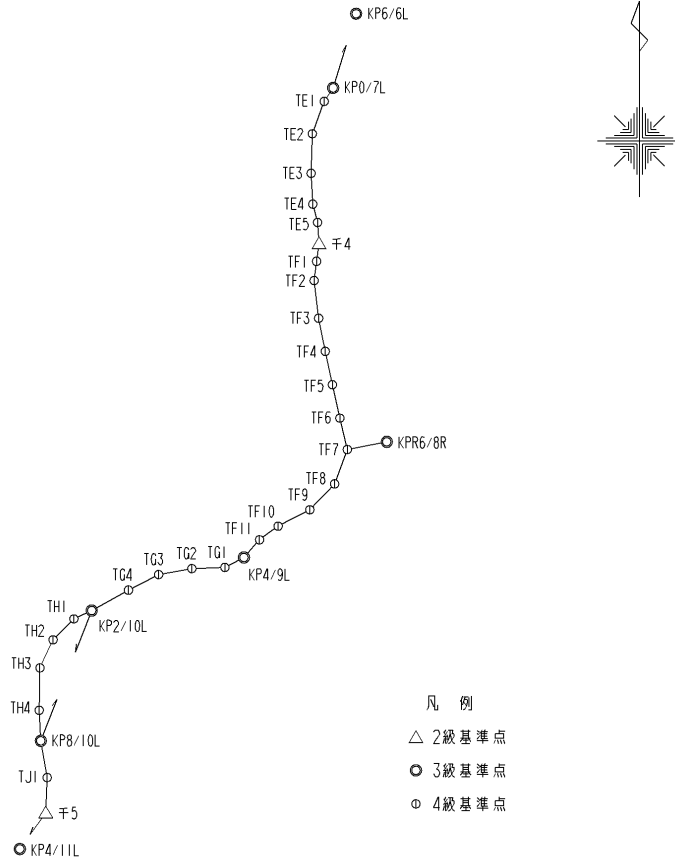 KP6/6L
KP0/7L
TE1
TE2
TE3
TE4
TE5
千4
TF1
TF2
TF3
TF4
TF5
TF6
TF7
KPR6/8R
TF8
TF9
TF10
TF11
TG1
TG2
TG3
KP4/9L
TG4
TH1
KP2/10L
TH2
TH3
TH4
KP8/10L
TJ1
千5
KP4/11L
凡 例
2級基準点
3級基準点
4級基準点